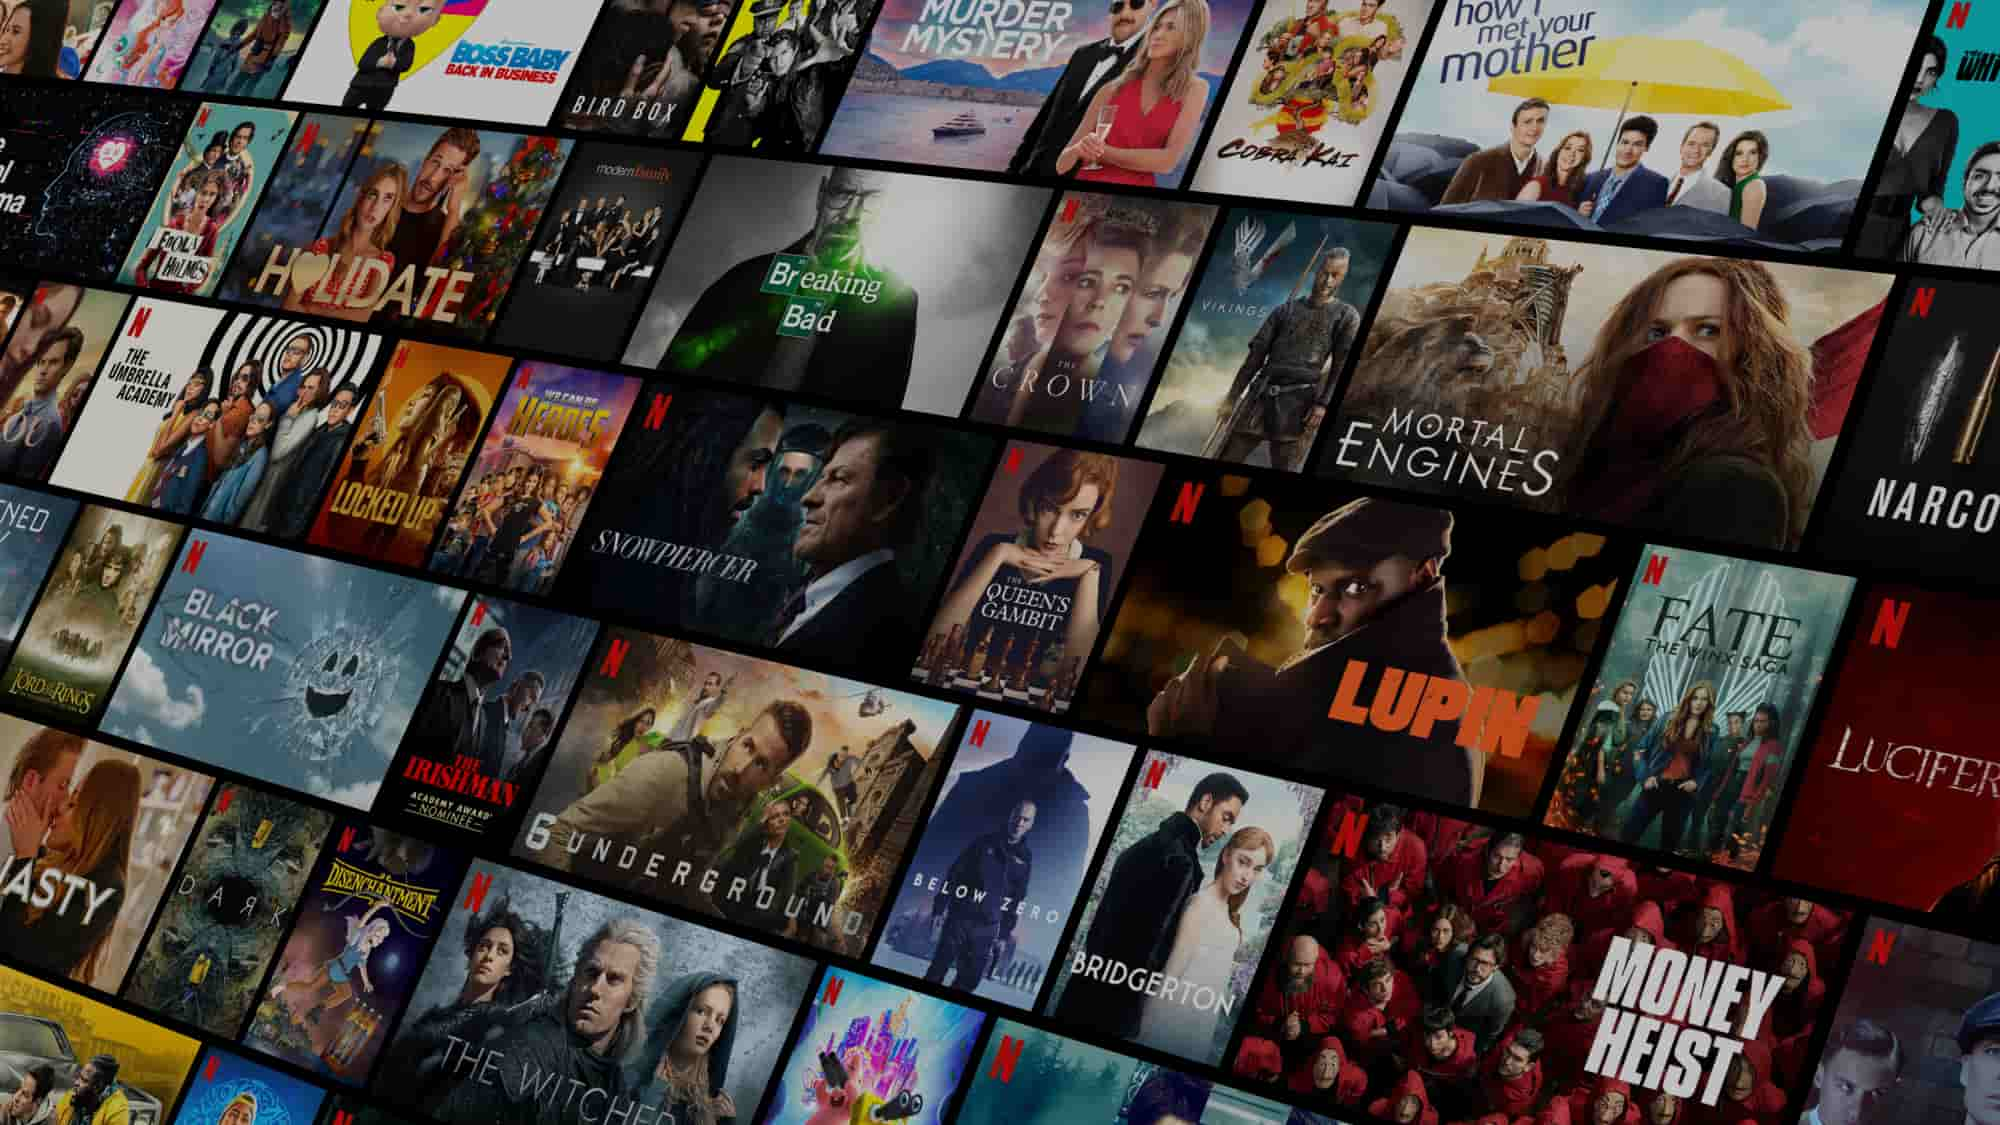 BOSS BABY
BACK IN BUSINESS
BIRD BOX
MURDER
MYSTERY
COBRA KAI
how I
met your
mother
N
ENOLA
HOLMES
N
HOLIDATE
modern family
Breaking
Bad
N
THE
CROWN
VIKINGS
MORTAL
ENGINES
N
NARCO
N
THE
UMBRELLA
ACADEMY
N
LOCKED UP
N
WE CAN BE
HEROES
N
SNOWPIERCER
N
THE
QUEEN'S
GAMBIT
N
LUPIN
N
FATE
THE WINX SAGA
N
LUCIFER
NED
LORD OF THE RINGS
N
BLACK
MIRROR
N
THE
IRISHMAN
ACADEMY AWARD
NOMINEE
N
6 UNDERGROUND
N
BELOW ZERO
N
BRIDGERTON
N
MONEY
HEIST
N
NASTY
N
DARK
N
DISENCHANTMENT
N
THE WITCHER
N
N
N
N